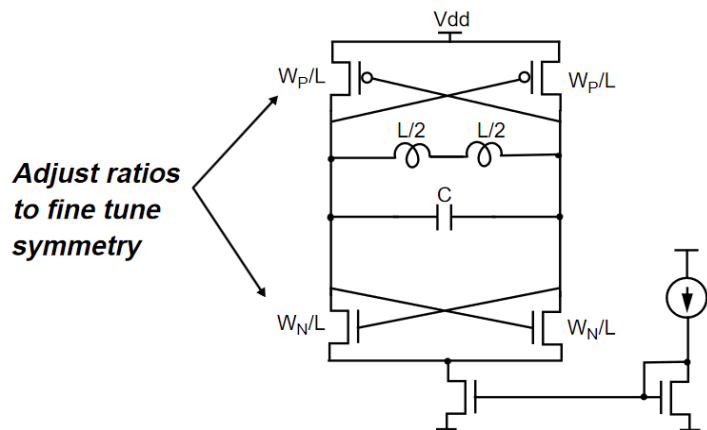 Vdd
W_P/L
W_P/L
L/2
L/2
Adjust ratios
to fine tune
symmetry
C
W_N/L
W_N/L